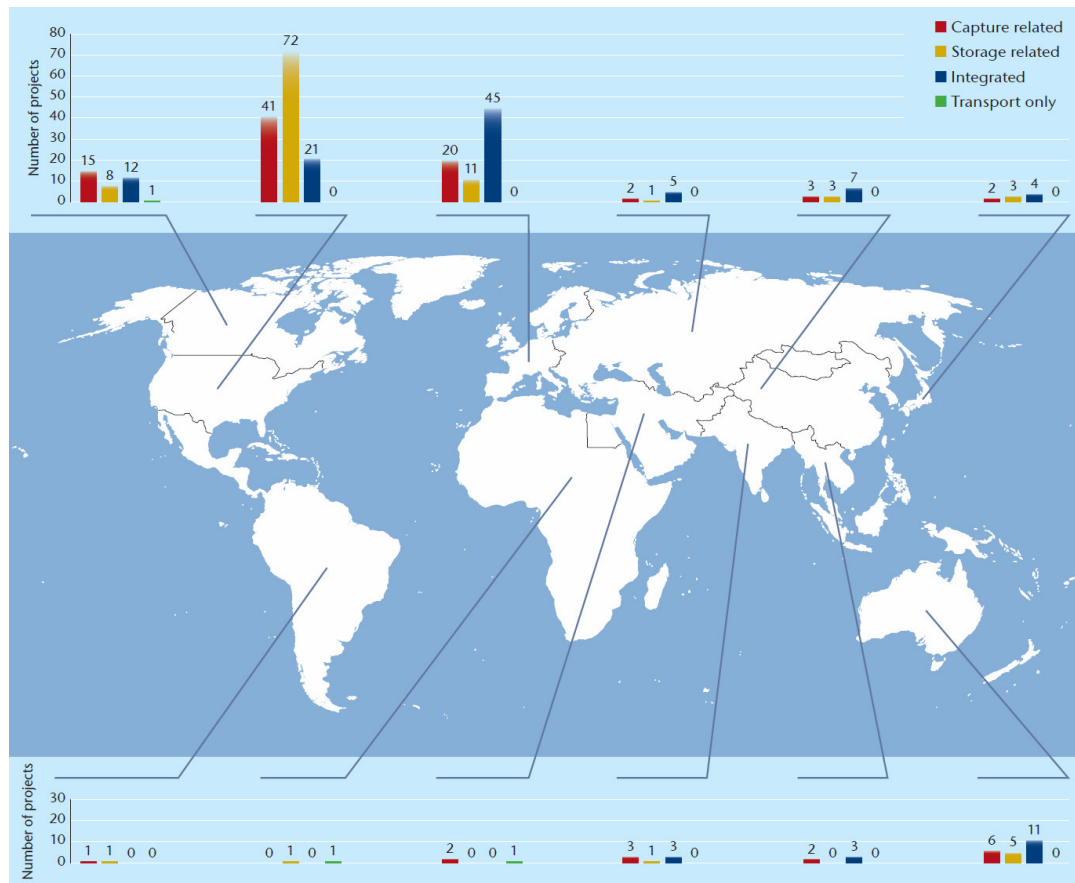 Number of projects
80
70
60
50
40
30
20
10
0
15 8 12 1
41 72 21 0
20 11 45 0
2 1 5 0
3 3 7 0
2 3 4 0
Capture related
Storage related
Integrated
Transport only
Number of projects
30
20
10
0
1 1 0 0
0 1 0 1
2 0 0 1
3 1 3 0
2 0 3 0
6 5 11 0